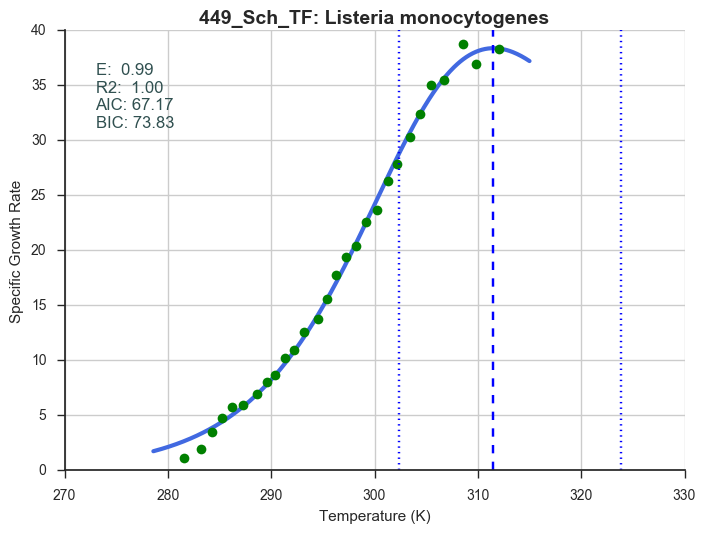 449_Sch_TF: Listeria monocytogenes
E:  0.99
R2:  1.00
AIC: 67.17
BIC: 73.83
40
35
30
25
20
15
10
5
0
Specific Growth Rate
270 280 290 300 310 320 330
Temperature (K)